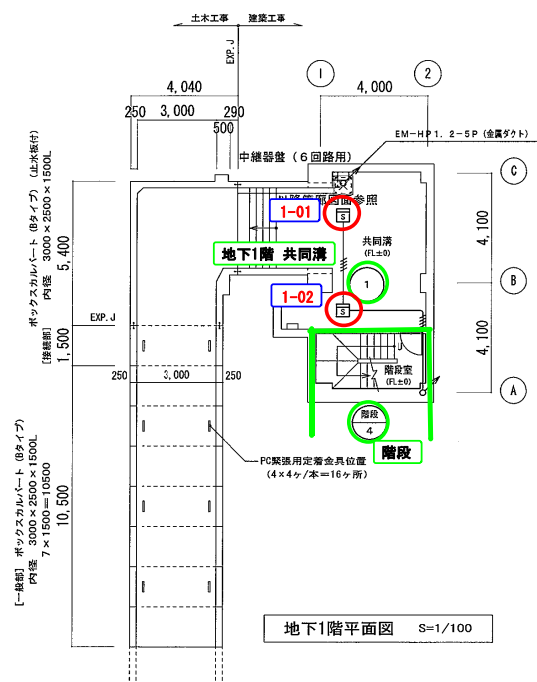 土木工事 建築工事
EXP.J
1 2
4,040
4,000
250 3,000 290
500
中継器盤（６回路用）
EM-HP1.2-5P（金属ダクト）
C
1-01
S
地下1階 共同溝
共同溝
(FL±0)
1
4,100
B
1-02
S
ボックスカルバート（Bタイプ）（止水板付）
内径 3000×2500×1500L
[接続部]
5,400
EXP.J
1,500
250 3,000 250
4,100
階段室
(FL±0)
A
階段
4
階段
PC緊張用定着金具位置
(4×4ヶ/本=16ヶ所)
[一般部] ボックスカルバート（Bタイプ）
内径 3000×2500×1500L
7×1500=10500
10,500
地下1階平面図 S=1/100